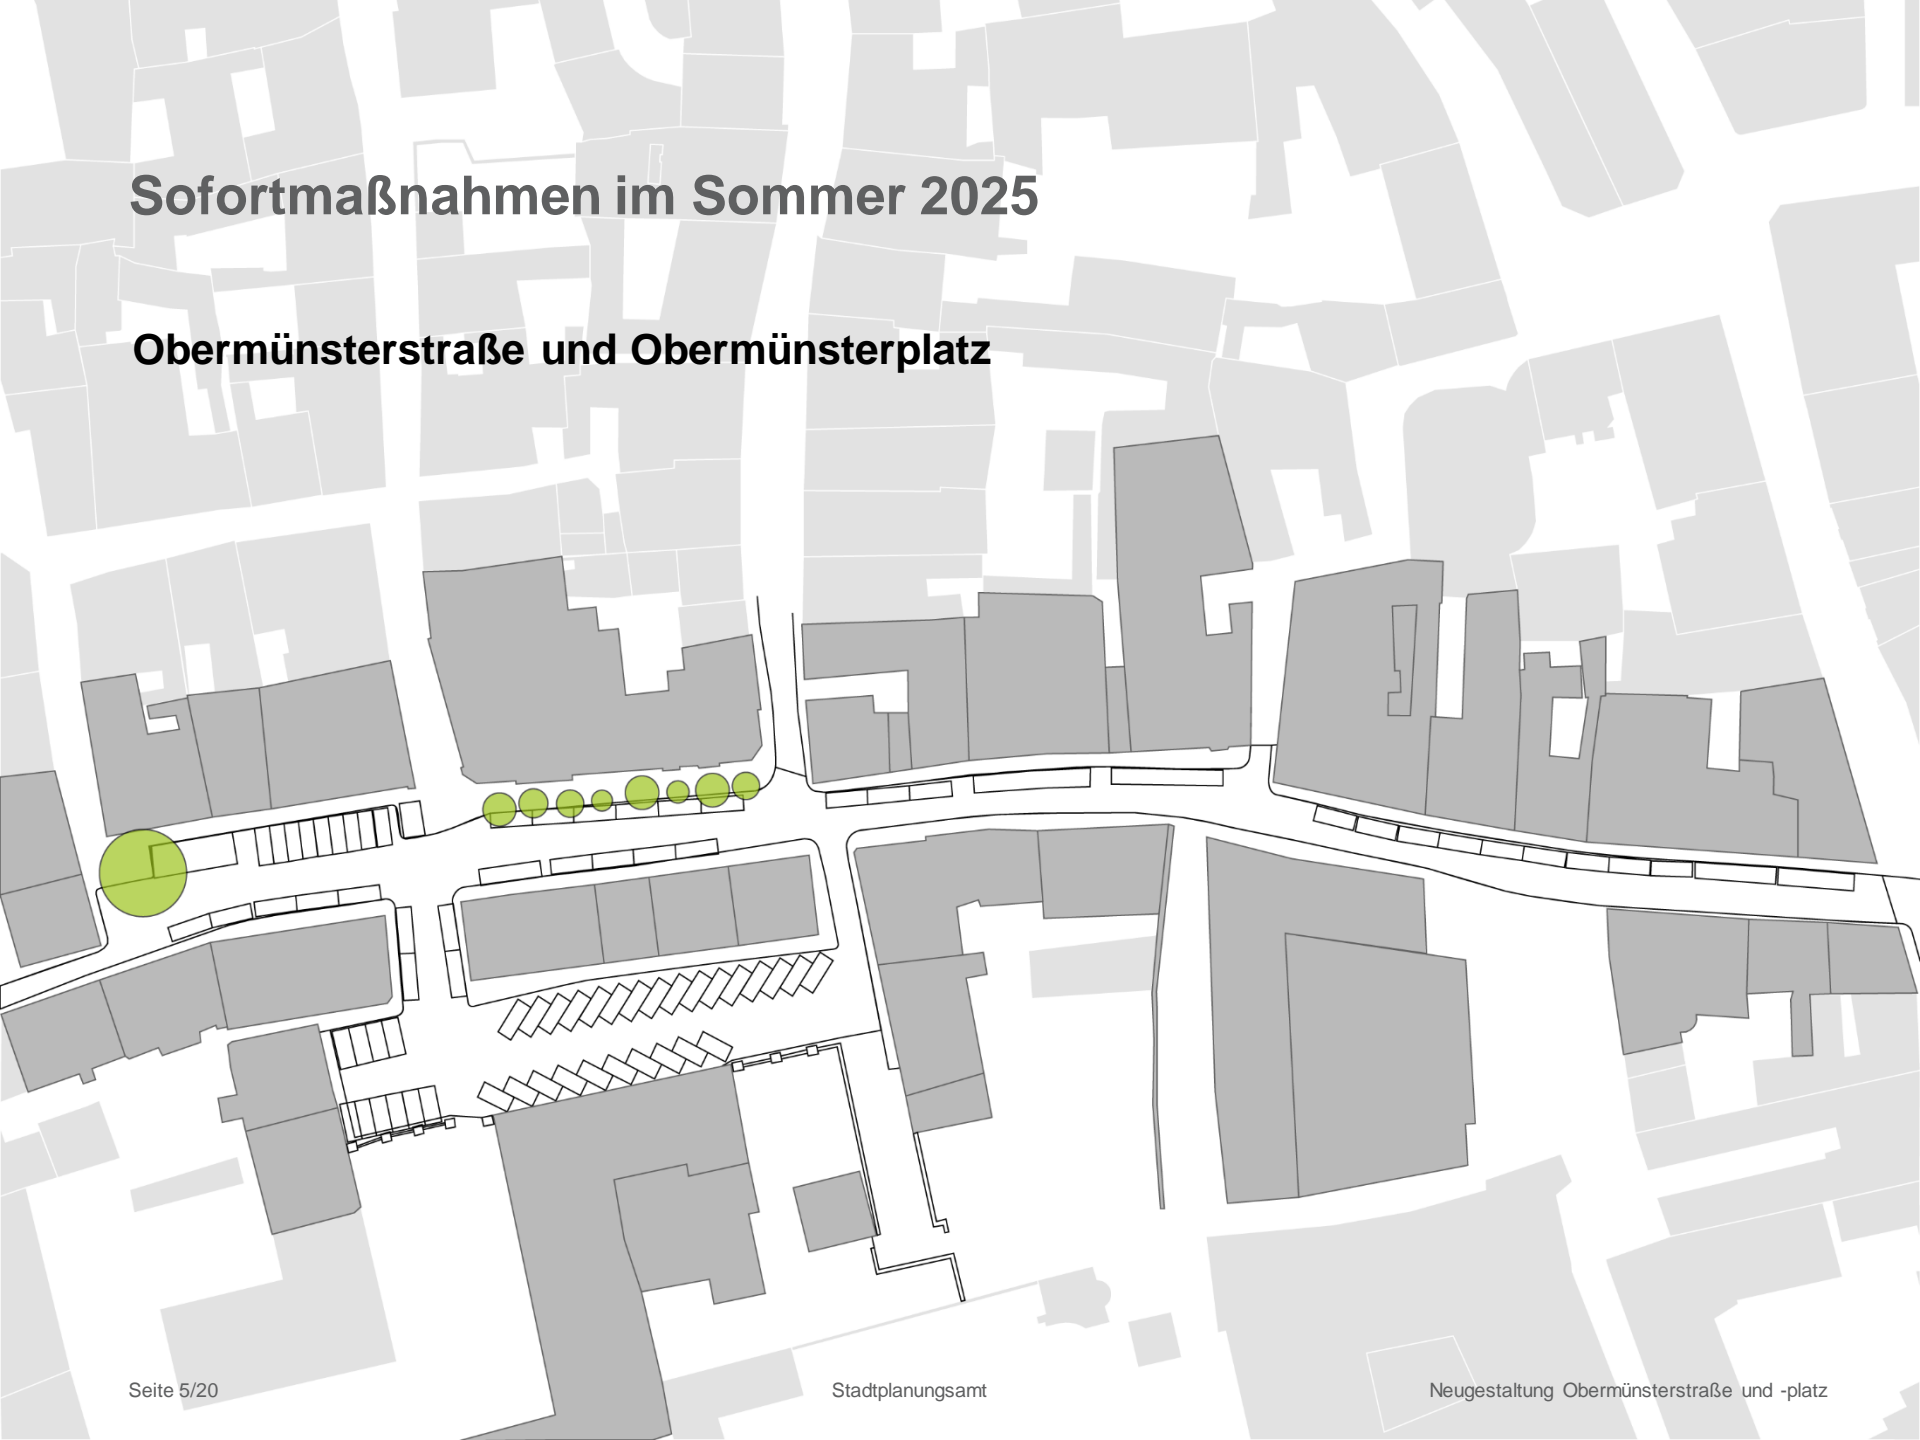 Sofortmaßnahmen im Sommer 2025
Obermünsterstraße und Obermünsterplatz
Seite 5/20
Stadtplanungsamt
Neugestaltung Obermünsterstraße und -platz